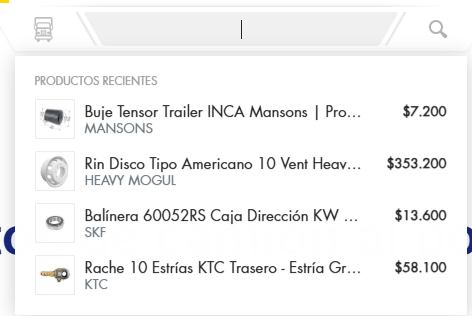 PRODUCTOS RECIENTES
Buje Tensor Trailer INCA Mansons | Pro... $7.200
MANSONS
Rin Disco Tipo Americano 10 Vent Heav... $353.200
HEAVY MOGUL
Balínera 60052RS Caja Dirección KW ... $13.600
SKF
Rache 10 Estrías KTC Trasero - Estría Gr... $58.100
KTC